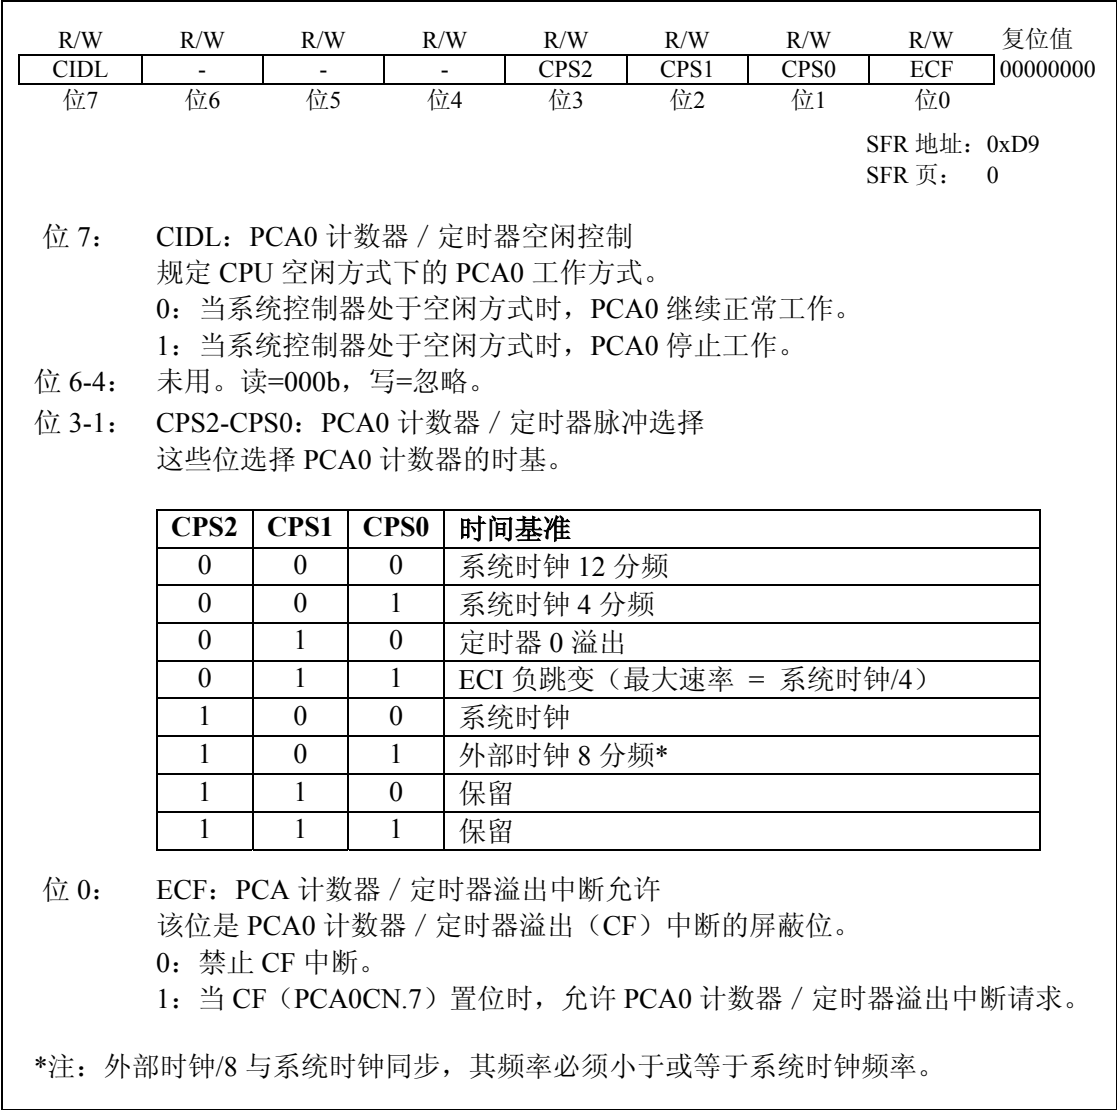 R/W R/W R/W R/W R/W R/W R/W R/W 复位值
CIDL - - - CPS2 CPS1 CPS0 ECF 00000000
位7 位6 位5 位4 位3 位2 位1 位0
SFR 地址：0xD9
SFR 页： 0
位 7： CIDL：PCA0 计数器／定时器空闲控制
规定 CPU 空闲方式下的 PCA0 工作方式。
0：当系统控制器处于空闲方式时，PCA0 继续正常工作。
1：当系统控制器处于空闲方式时，PCA0 停止工作。
位 6-4： 未用。读=000b，写=忽略。
位 3-1： CPS2-CPS0：PCA0 计数器／定时器脉冲选择
这些位选择 PCA0 计数器的时基。
CPS2 CPS1 CPS0 时间基准
0 0 0 系统时钟 12 分频
0 0 1 系统时钟 4 分频
0 1 0 定时器 0 溢出
0 1 1 ECI 负跳变（最大速率 = 系统时钟/4）
1 0 0 系统时钟
1 0 1 外部时钟 8 分频*
1 1 0 保留
1 1 1 保留
位 0： ECF：PCA 计数器／定时器溢出中断允许
该位是 PCA0 计数器／定时器溢出（CF）中断的屏蔽位。
0：禁止 CF 中断。
1：当 CF（PCA0CN.7）置位时，允许 PCA0 计数器／定时器溢出中断请求。
*注：外部时钟/8 与系统时钟同步，其频率必须小于或等于系统时钟频率。